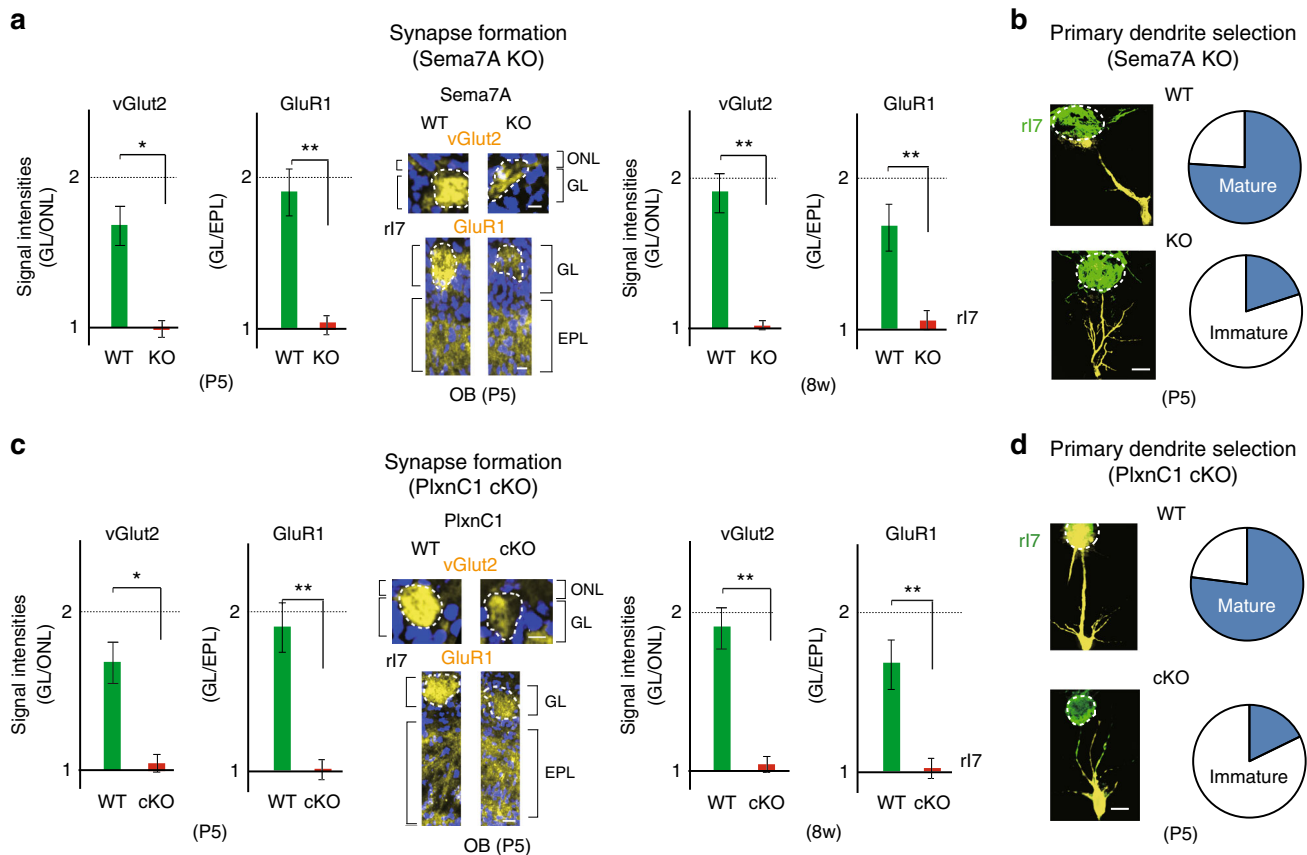 a
Synapse formation
(Sema7A KO)
vGlut2
Signal intensities
(GL/ONL)
2
1
*
WT KO
GluR1
(GL/EPL)
2
1
**
WT KO
(P5)
Sema7A
WT KO
vGlut2
ONL
GL
rI7
GluR1
GL
EPL
OB (P5)
vGlut2
Signal intensities
(GL/ONL)
2
1
**
WT KO
GluR1
(GL/EPL)
2
1
**
WT KO
rI7
(8w)
b
Primary dendrite selection
(Sema7A KO)
WT
rI7
Mature
KO
Immature
(P5)
c
Synapse formation
(PlxnC1 cKO)
vGlut2
Signal intensities
(GL/ONL)
2
1
*
WT cKO
GluR1
(GL/EPL)
2
1
**
WT cKO
(P5)
PlxnC1
WT cKO
vGlut2
ONL
GL
rI7
GluR1
GL
EPL
OB (P5)
vGlut2
Signal intensities
(GL/ONL)
2
1
**
WT cKO
GluR1
(GL/EPL)
2
1
**
WT cKO
rI7
(8w)
d
Primary dendrite selection
(PlxnC1 cKO)
WT
rI7
Mature
cKO
Immature
(P5)